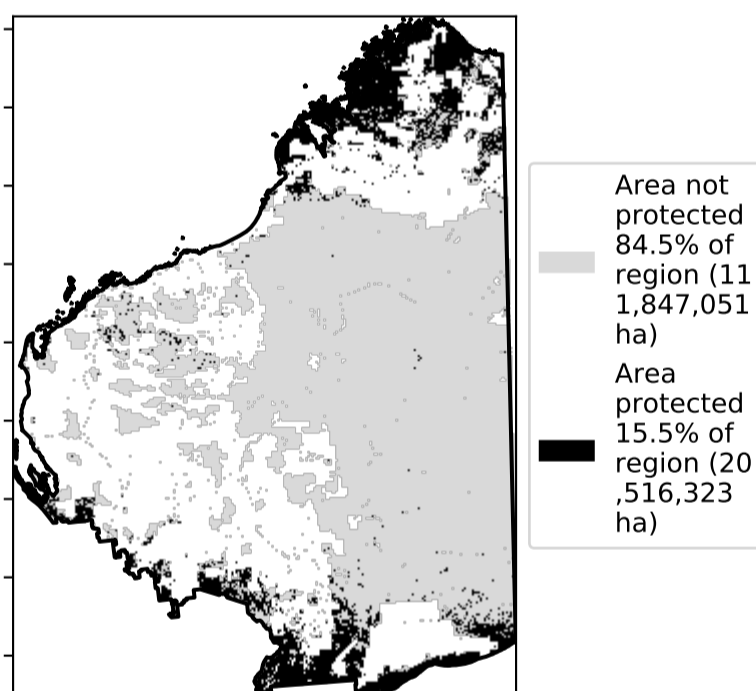 Area not
protected
84.5% of
region (11
1,847,051
ha)
Area
protected
15.5% of
region (20
,516,323
ha)